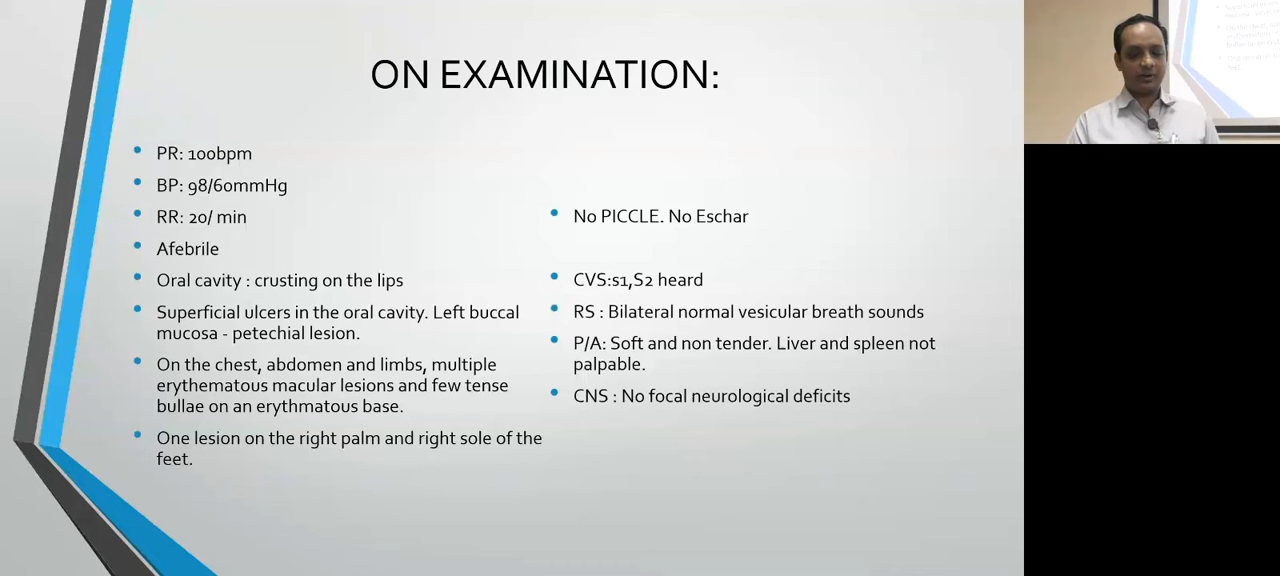 ON EXAMINATION:
PR: 100bpm
BP: 98/60mmHg
RR: 20/ min
Afebrile
Oral cavity : crusting on the lips
Superficial ulcers in the oral cavity. Left buccal
mucosa - petechial lesion.
On the chest, abdomen and limbs, multiple
erythematous macular lesions and few tense
bullae on an erythmatous base.
One lesion on the right palm and right sole of the
feet.
No PICCLE. No Eschar
CVS:s1,S2 heard
RS : Bilateral normal vesicular breath sounds
P/A: Soft and non tender. Liver and spleen not
palpable.
CNS : No focal neurological deficits